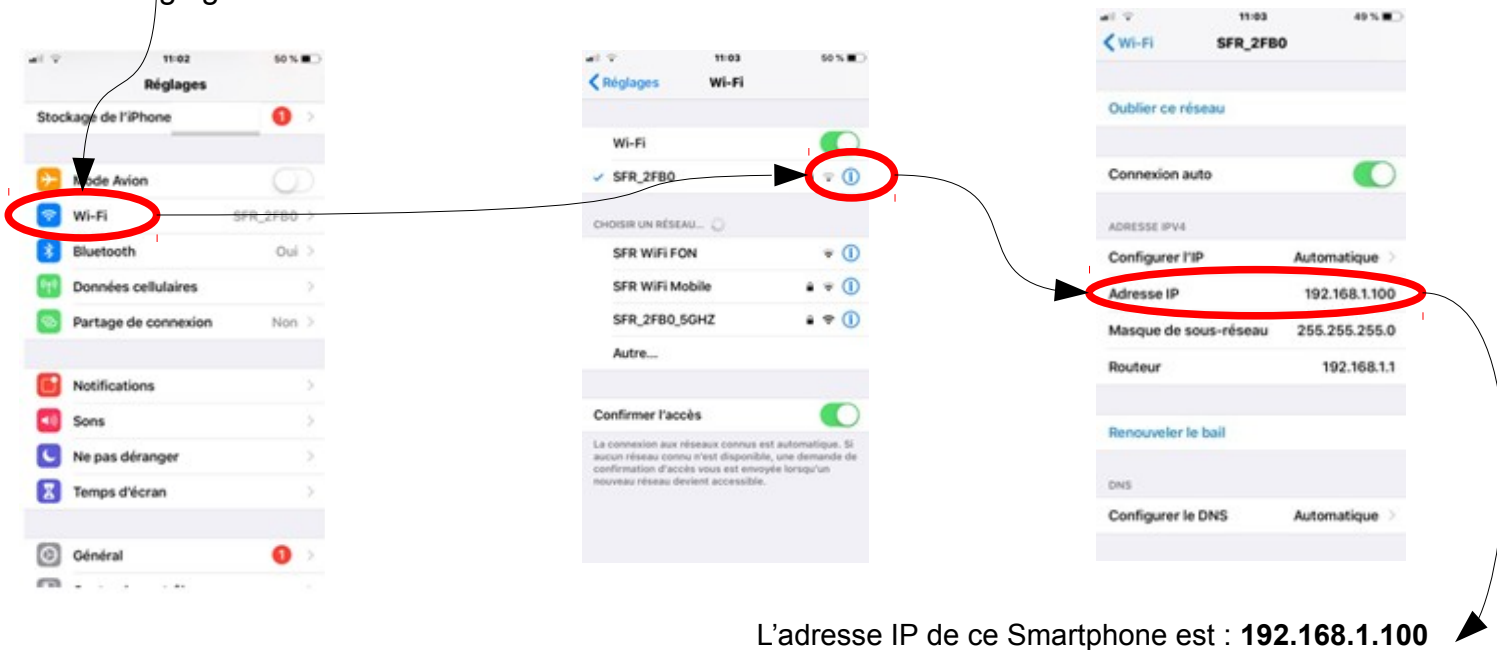 11:02 50 %
Réglages
Stockage de l'iPhone 1
Mode Avion
Wi-Fi SFR_2FB0
Bluetooth Oui
Données cellulaires
Partage de connexion Non
Notifications
Sons
Ne pas déranger
Temps d'écran
Général 1
11:03 50 %
Réglages Wi-Fi
Wi-Fi
SFR_2FB0
CHOISIR UN RÉSEAU...
SFR WiFi FON
SFR WiFi Mobile
SFR_2FB0_5GHZ
Autre...
Confirmer l'accès
La connexion aux réseaux connus est automatique. Si
aucun réseau connu n'est disponible, une demande de
confirmation d'accès vous est envoyée lorsqu'un
nouveau réseau devient accessible.
11:03 49 %
Wi-Fi SFR_2FB0
Oublier ce réseau
Connexion auto
ADRESSE IPV4
Configurer l'IP Automatique
Adresse IP 192.168.1.100
Masque de sous-réseau 255.255.255.0
Routeur 192.168.1.1
Renouveler le bail
DNS
Configurer le DNS Automatique
L'adresse IP de ce Smartphone est : 192.168.1.100